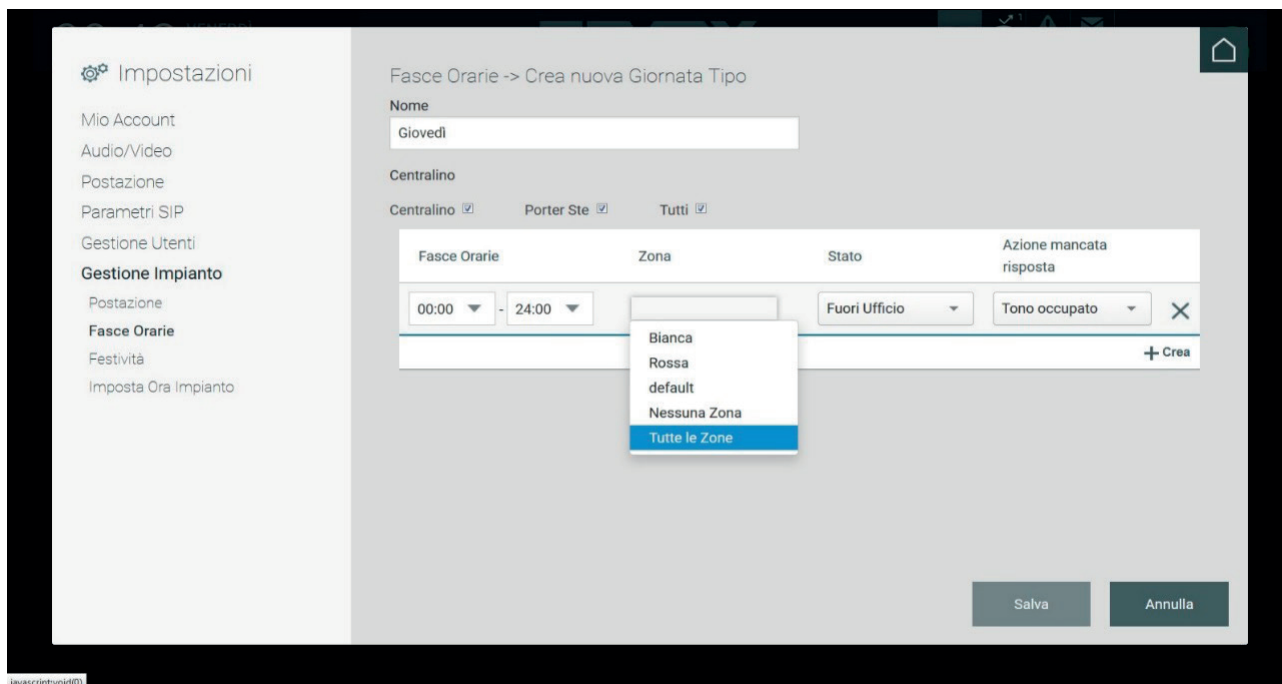 Impostazioni
Mio Account
Audio/Video
Postazione
Parametri SIP
Gestione Utenti
Gestione Impianto
Postazione
Fasce Orarie
Festività
Imposta Ora Impianto
Fasce Orarie -> Crea nuova Giornata Tipo
Nome
Giovedì
Centralino
Centralino Porter Ste Tutti
Fasce Orarie Zona Stato Azione mancata
risposta
00:00 - 24:00 Fuori Ufficio Tono occupato
Bianca
Rossa
default
Nessuna Zona
Tutte le Zone
Crea
Salva Annulla
javascript:void(0)